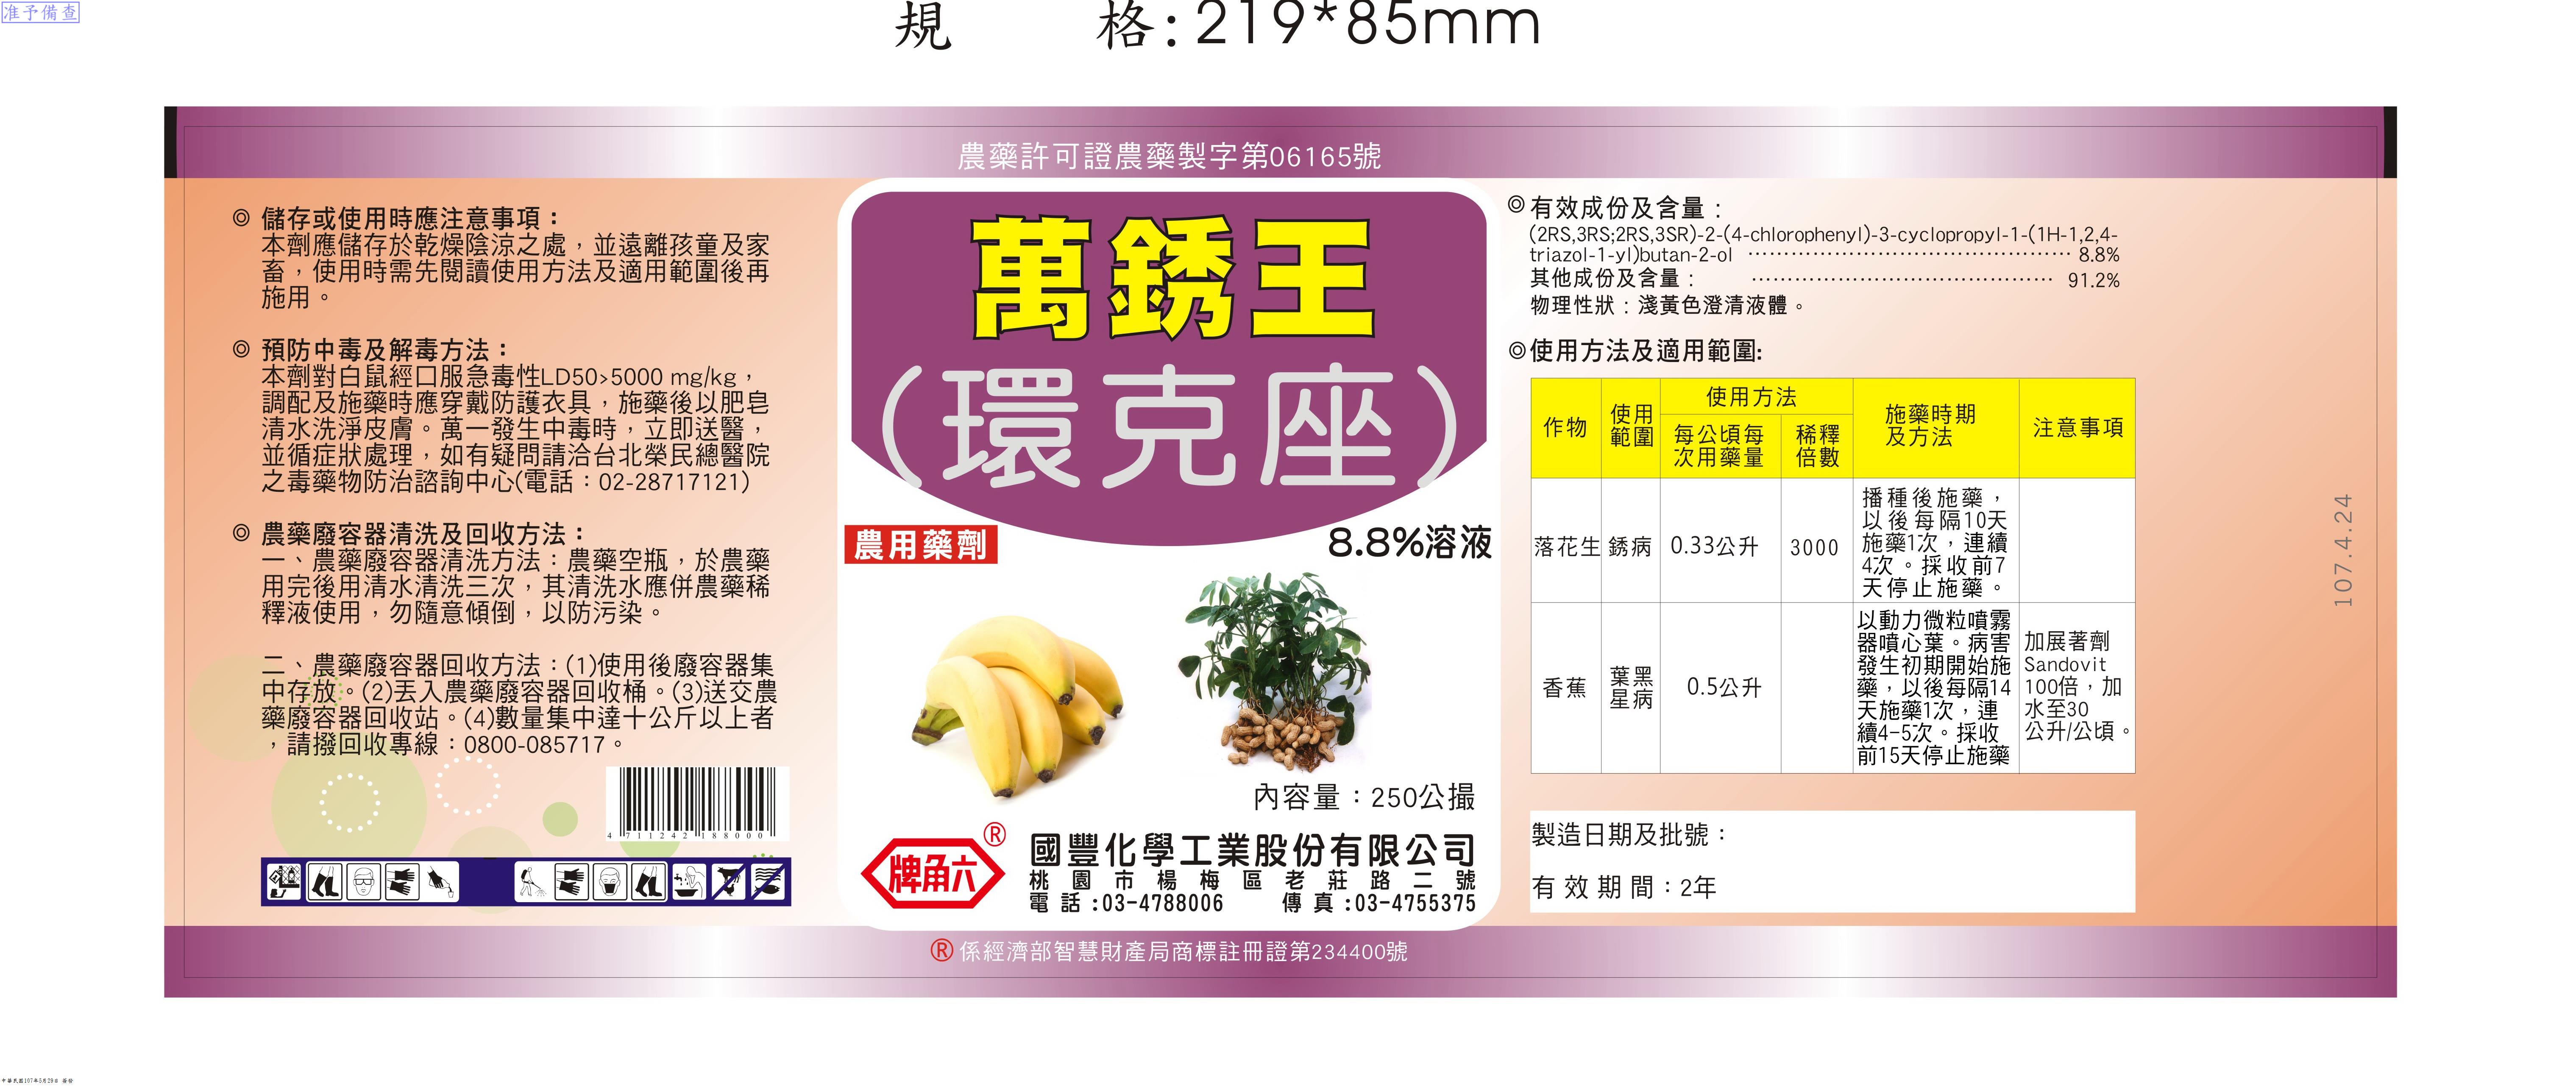 准予備查
規 格:219*85mm
農藥許可證農藥製字第06165號
◎ 儲存或使用時應注意事項：
本劑應儲存於乾燥陰涼之處，並遠離孩童及家
畜，使用時需先閱讀使用方法及適用範圍後再
施用。
◎ 預防中毒及解毒方法：
本劑對白鼠經口服急毒性LD50>5000 mg/kg，
調配及施藥時應穿戴防護衣具，施藥後以肥皂
清水洗淨皮膚。萬一發生中毒時，立即送醫，
並循症狀處理，如有疑問請洽台北榮民總醫院
之毒藥物防治諮詢中心(電話：02-28717121)
◎ 農藥廢容器清洗及回收方法：
一、農藥廢容器清洗方法：農藥空瓶，於農藥
用完後用清水清洗三次，其清洗水應併農藥稀
釋液使用，勿隨意傾倒，以防污染。
二、農藥廢容器回收方法：(1)使用後廢容器集
中存放。(2)丟入農藥廢容器回收桶。(3)送交農
藥廢容器回收站。(4)數量集中達十公斤以上者
，請撥回收專線：0800-085717。
4 711242 188000
萬銹王
(環克座)
農用藥劑
8.8%溶液
內容量：250公撮
牌角六
®
國豐化學工業股份有限公司
桃園市楊梅區老莊路二號
電話:03-4788006 傳真:03-4755375
® 係經濟部智慧財產局商標註冊證第234400號
◎有效成份及含量：
(2RS,3RS;2RS,3SR)-2-(4-chlorophenyl)-3-cyclopropyl-1-(1H-1,2,4-
triazol-1-yl)butan-2-ol ………………………………… 8.8%
其他成份及含量： ………………………………… 91.2%
物理性狀：淺黃色澄清液體。
◎使用方法及適用範圍:
作物
使用
範圍
使用方法
每公頃每
次用藥量
稀釋
倍數
施藥時期
及方法
注意事項
落花生
銹病
0.33公升
3000
播種後施藥，
以後每隔10天
施藥1次，連續
4次。採收前7
天停止施藥。
香蕉
葉黑
星病
0.5公升
以動力微粒噴霧
器噴心葉。病害
發生初期開始施
藥，以後每隔14
天施藥1次，連
續4-5次。採收
前15天停止施藥
加展著劑
Sandovit
100倍，加
水至30
公升/公頃。
製造日期及批號：
有效期間：2年
107.4.24